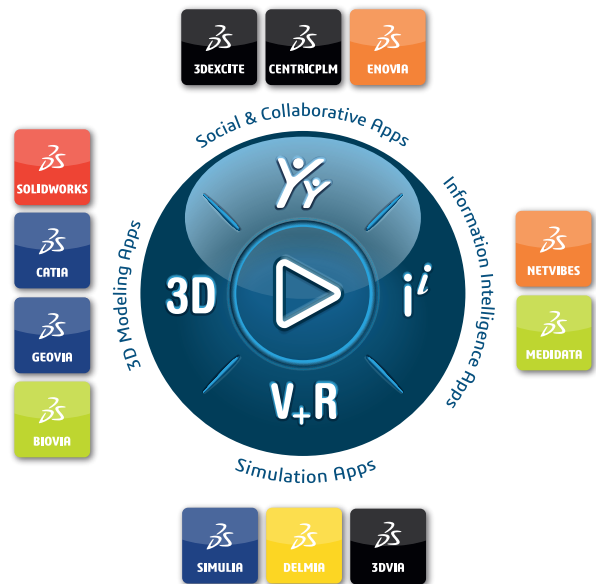 3DEXCITE
CENTRICPLM
ENOVIA
Social & Collaborative Apps
SOLIDWORKS
CATIA
GEOVIA
BIOVIA
3D Modeling Apps
3D
i i
Information Intelligence Apps
NETVIBES
MEDIDATA
V+R
Simulation Apps
SIMULIA
DELMIA
3DVIA